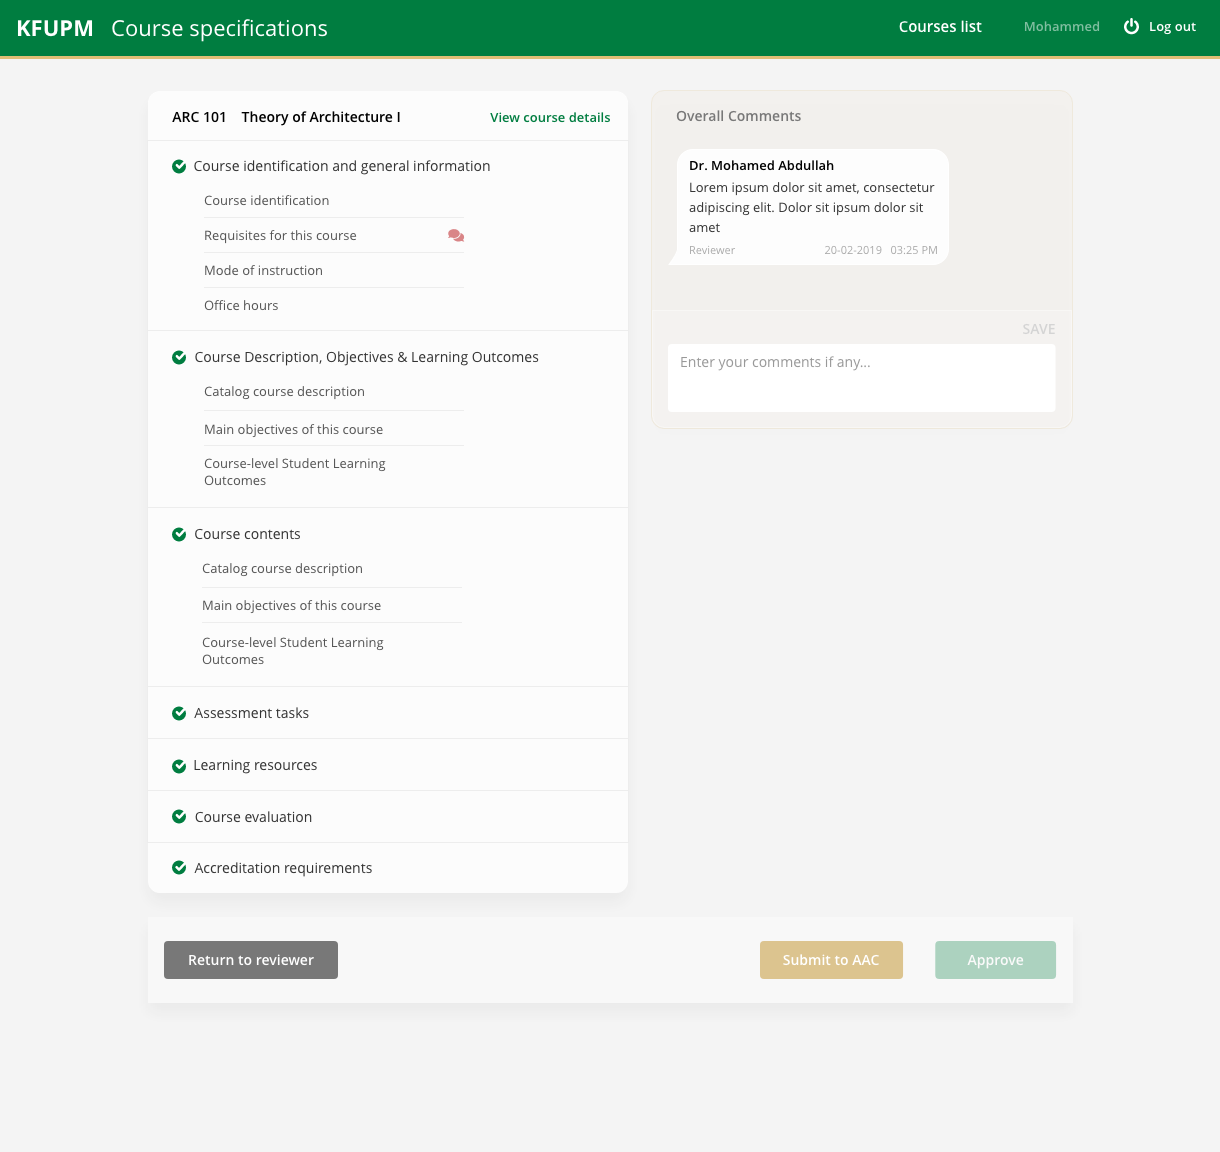 KFUPM Course specifications
Courses list
Mohammed
Log out
ARC 101 Theory of Architecture I
View course details
Course identification and general information
Course identification
Requisites for this course
Mode of instruction
Office hours
Course Description, Objectives & Learning Outcomes
Catalog course description
Main objectives of this course
Course-level Student Learning
Outcomes
Course contents
Catalog course description
Main objectives of this course
Course-level Student Learning
Outcomes
Assessment tasks
Learning resources
Course evaluation
Accreditation requirements
Overall Comments
Dr. Mohamed Abdullah
Lorem ipsum dolor sit amet, consectetur
adipiscing elit. Dolor sit ipsum dolor sit
amet
Reviewer 20-02-2019 03:25 PM
SAVE
Enter your comments if any...
Return to reviewer
Submit to AAC
Approve